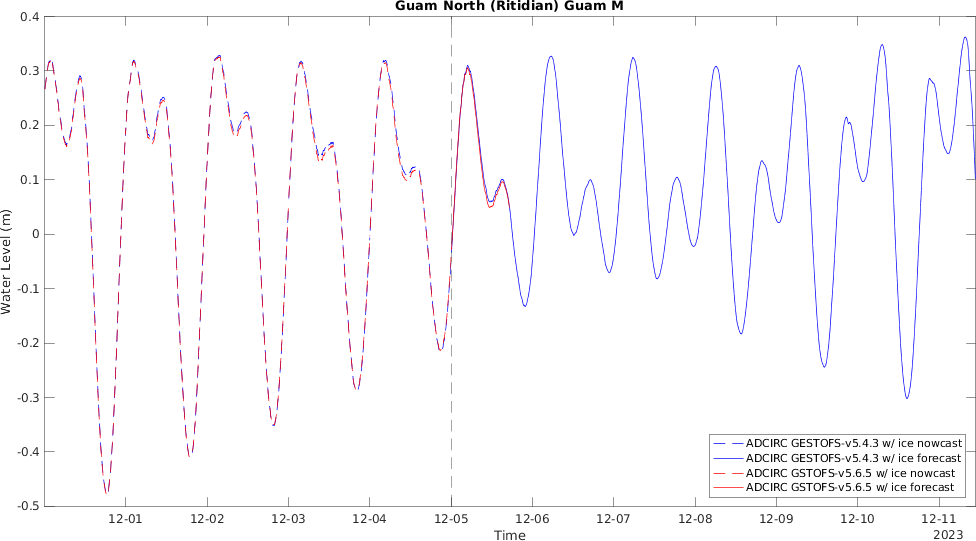 Guam North (Ritidian) Guam M
0.4
0.3
0.2
0.1
0
-0.1
-0.2
-0.3
-0.4
-0.5
Water Level (m)
12-01 12-02 12-03 12-04 12-05 12-06 12-07 12-08 12-09 12-10 12-11
Time
2023
ADCIRC GESTOFS-v5.4.3 w/ ice nowcast
ADCIRC GESTOFS-v5.4.3 w/ ice forecast
ADCIRC GSTOFS-v5.6.5 w/ ice nowcast
ADCIRC GSTOFS-v5.6.5 w/ ice forecast